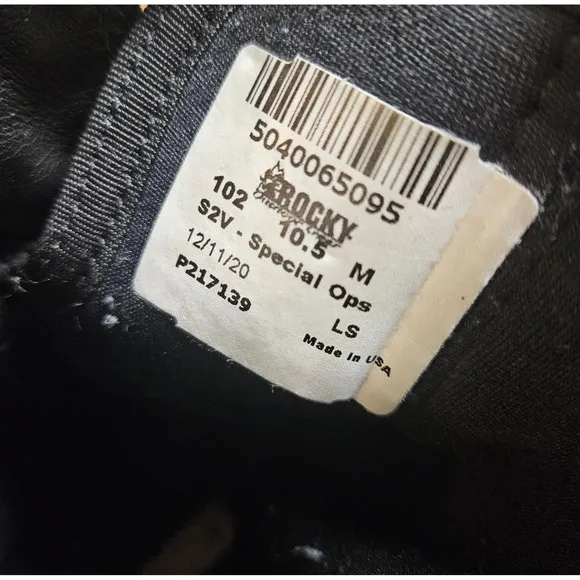 5040065095
ROCKY
102 10.5 M
S2V - Special Ops
12/11/20 LS
P217139
Made in USA